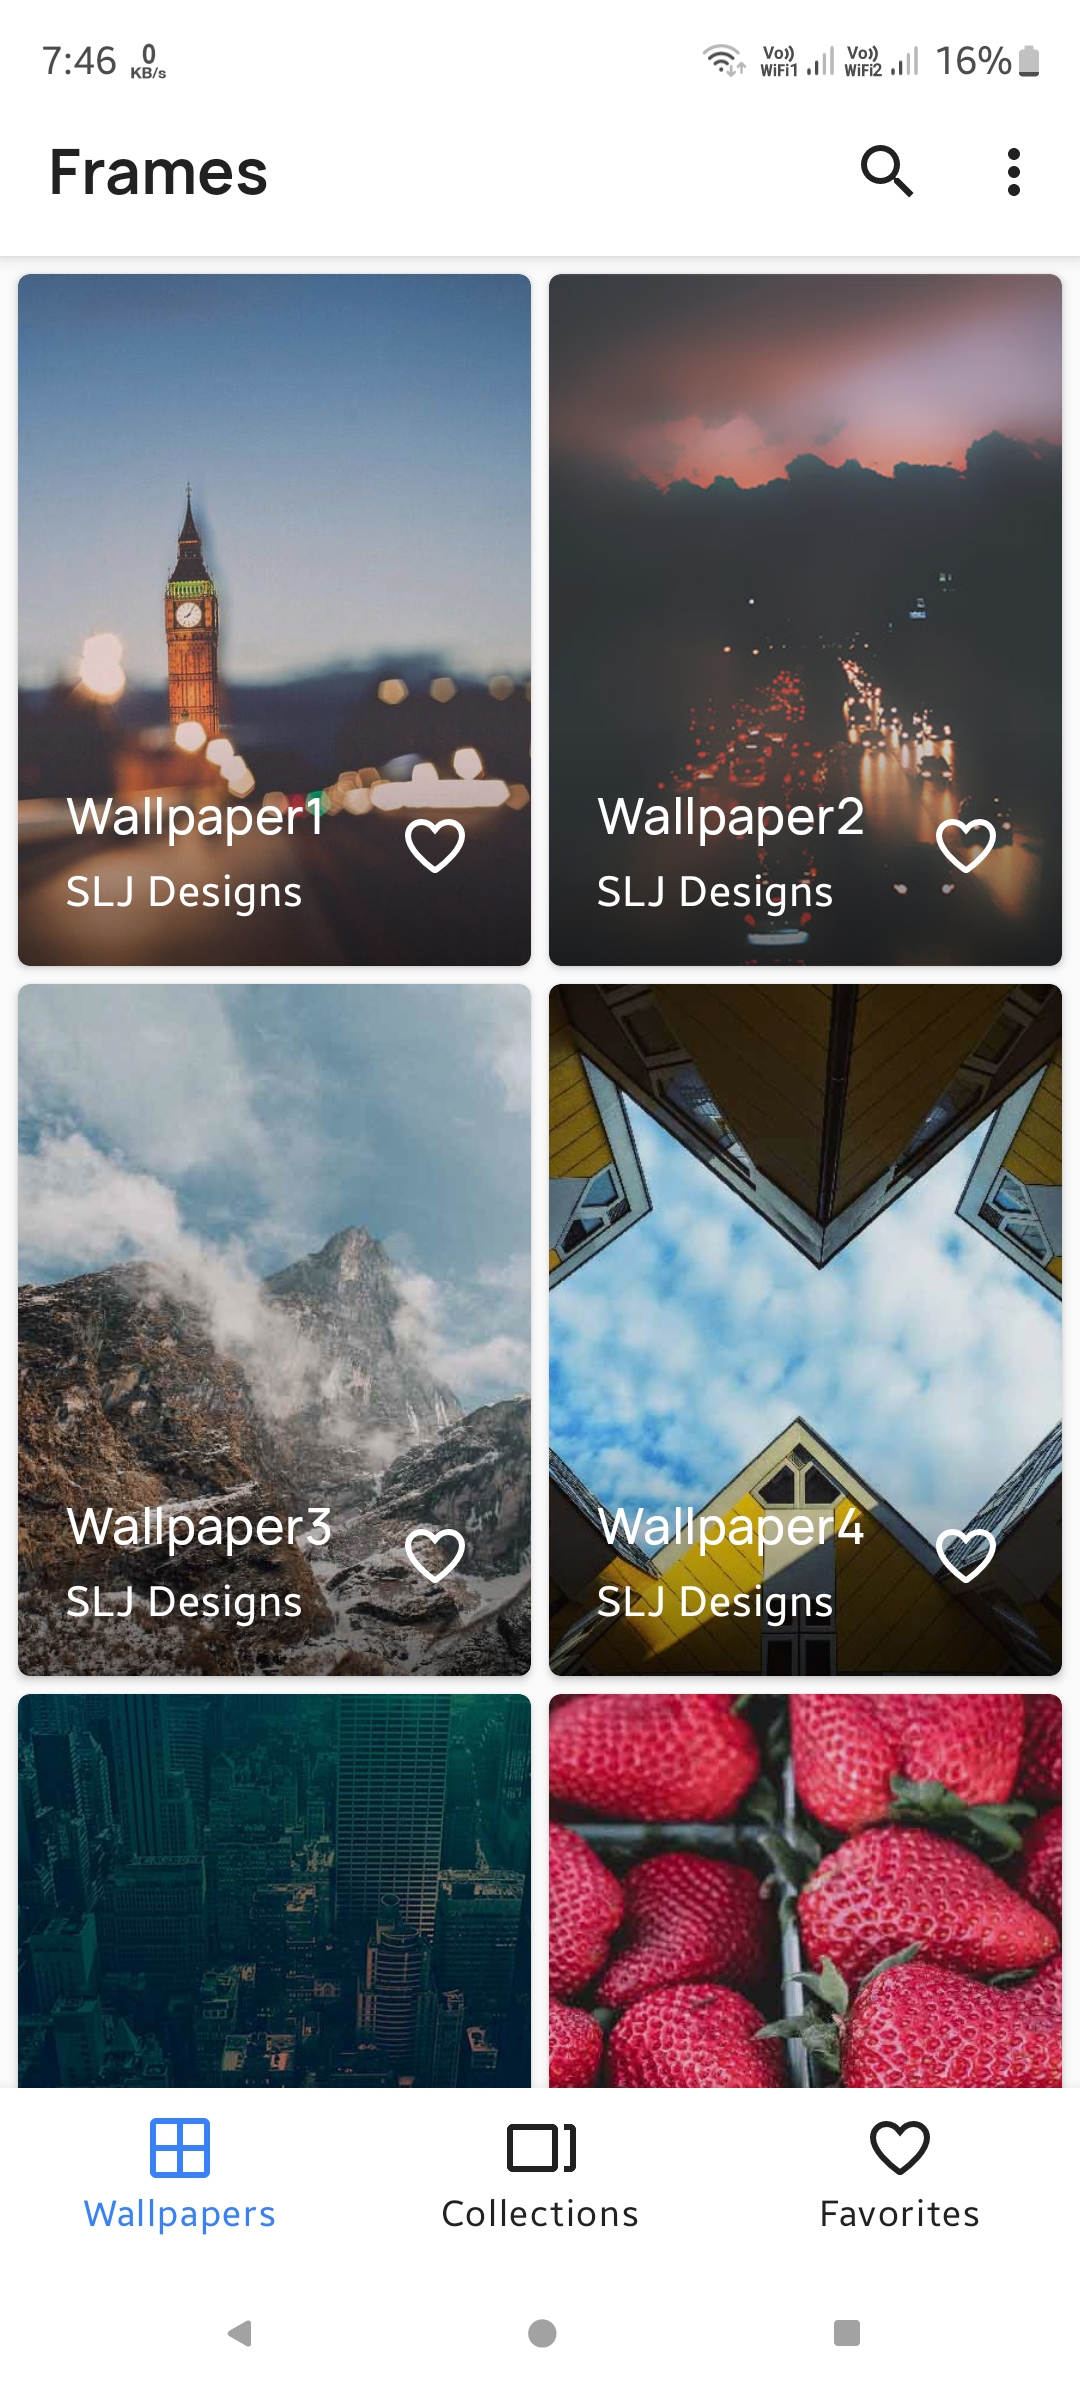 7:46 0 KB/s Vo)) WiFi1 Vo)) WiFi2 16%
Frames
Wallpaper1
SLJ Designs
Wallpaper2
SLJ Designs
Wallpaper3
SLJ Designs
Wallpaper4
SLJ Designs
Wallpapers
Collections
Favorites